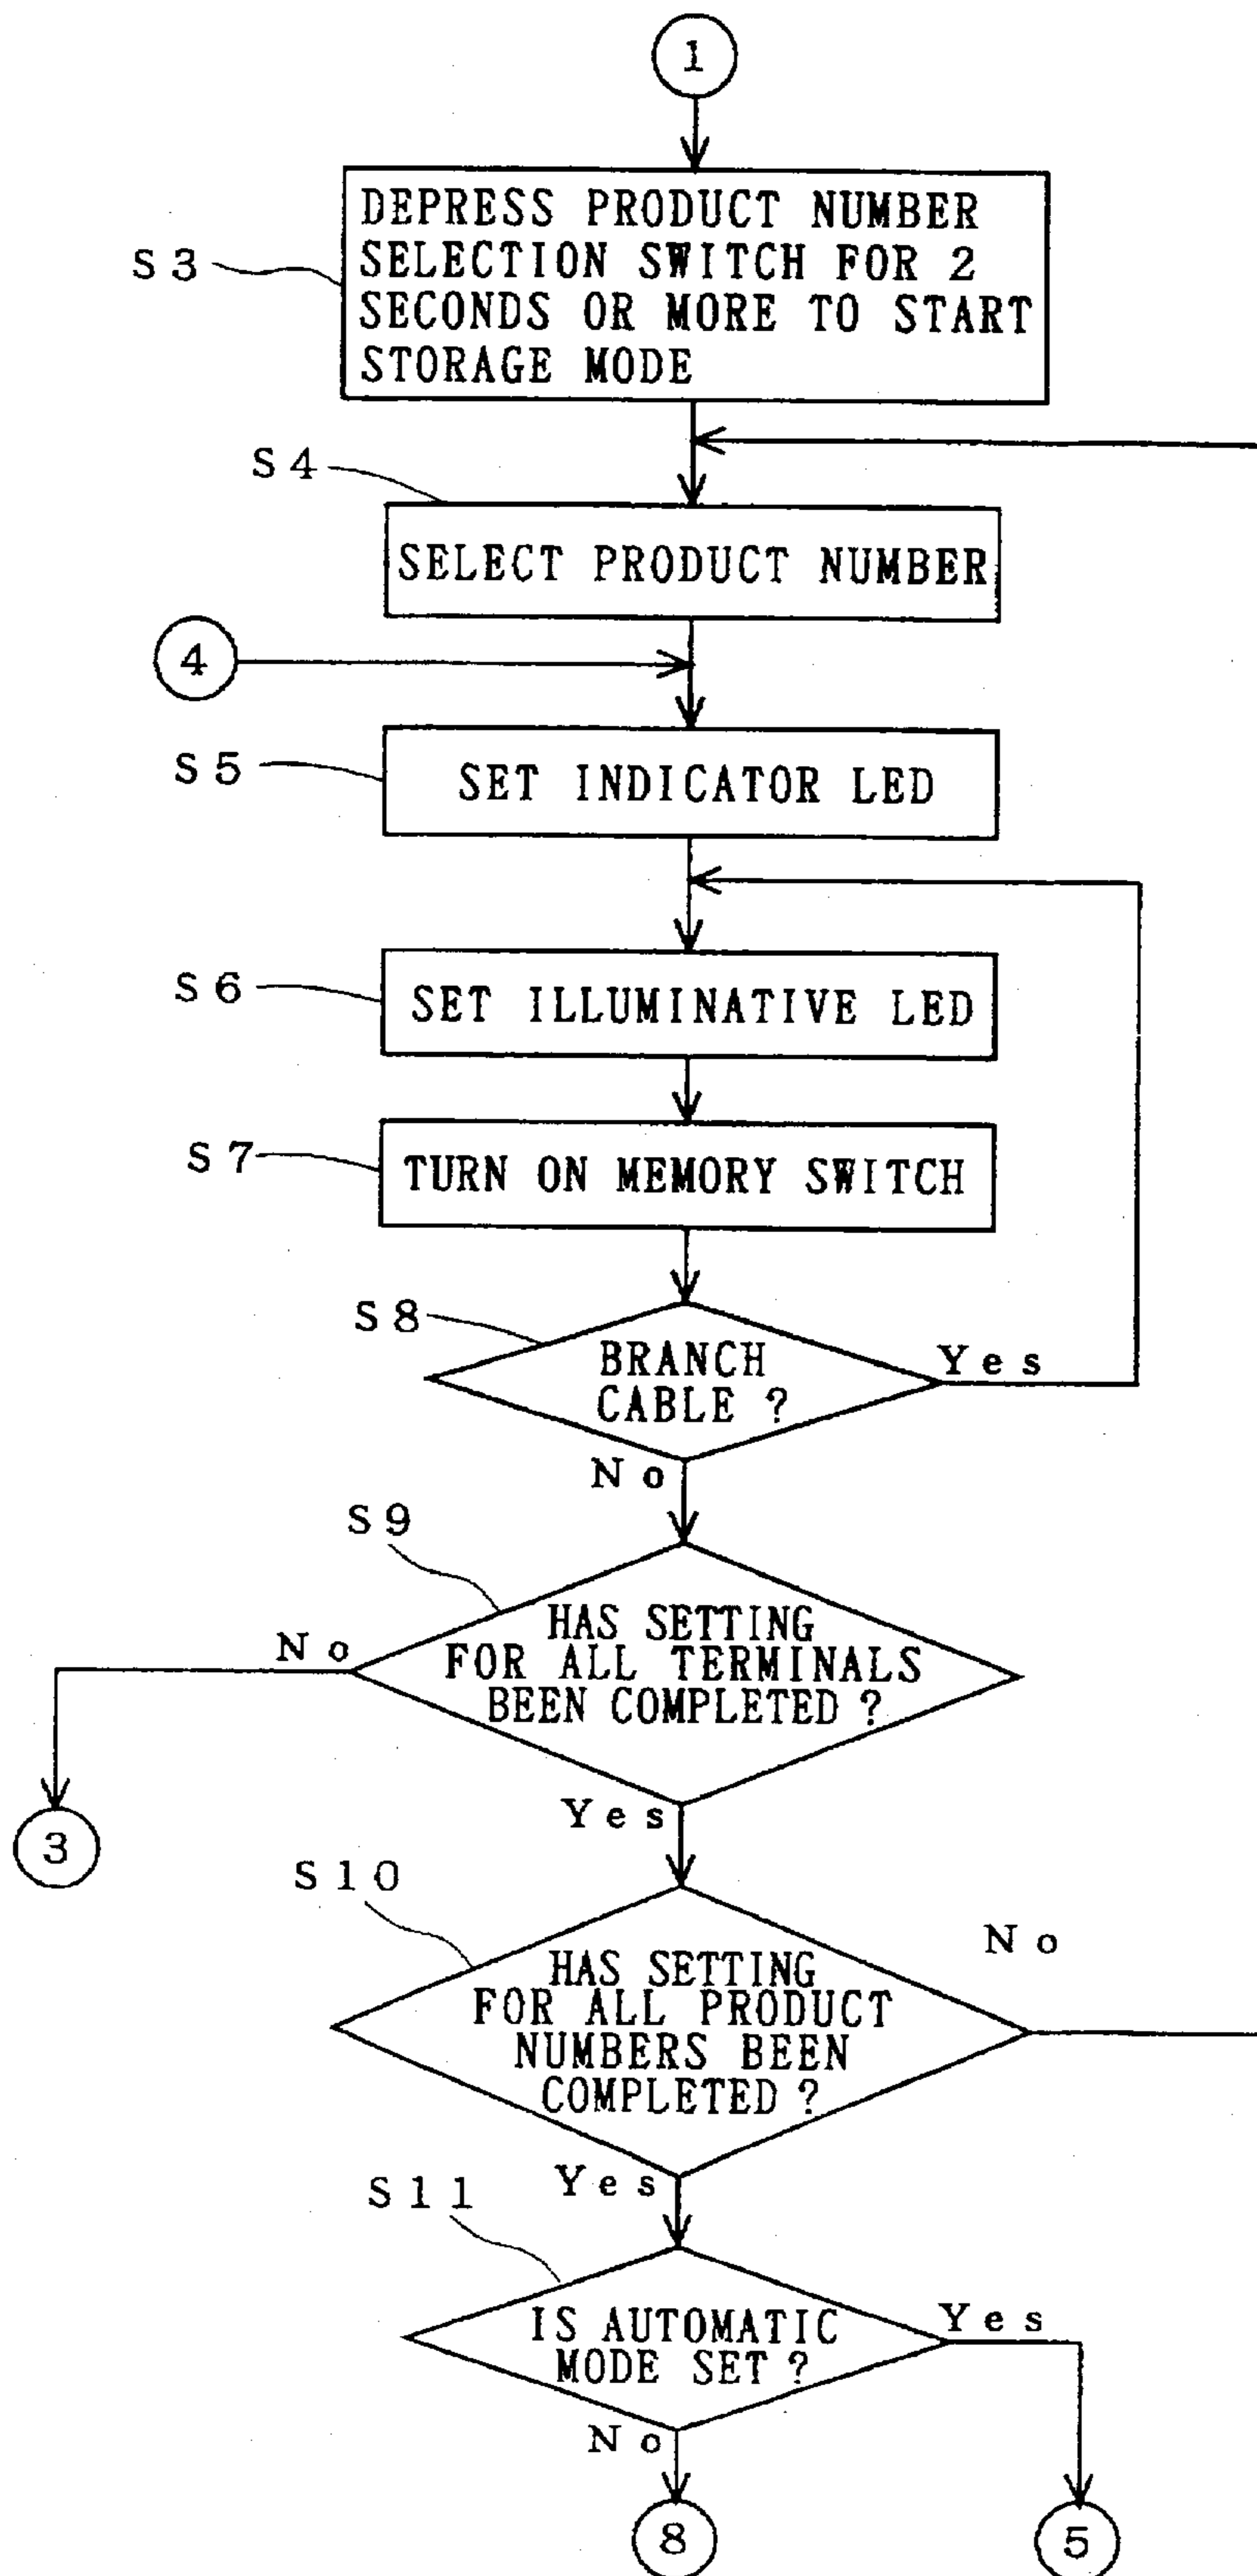 1
DEPRESS PRODUCT NUMBER
SELECTION SWITCH FOR 2
SECONDS OR MORE TO START
STORAGE MODE
S3
S4
SELECT PRODUCT NUMBER
4
S5
SET INDICATOR LED
S6
SET ILLUMINATIVE LED
S7
TURN ON MEMORY SWITCH
S8
BRANCH
CABLE ?
Yes
No
S9
HAS SETTING
FOR ALL TERMINALS
BEEN COMPLETED ?
No
3
Yes
S10
HAS SETTING
FOR ALL PRODUCT
NUMBERS BEEN
COMPLETED ?
No
Yes
S11
IS AUTOMATIC
MODE SET ?
Yes
No
8
5